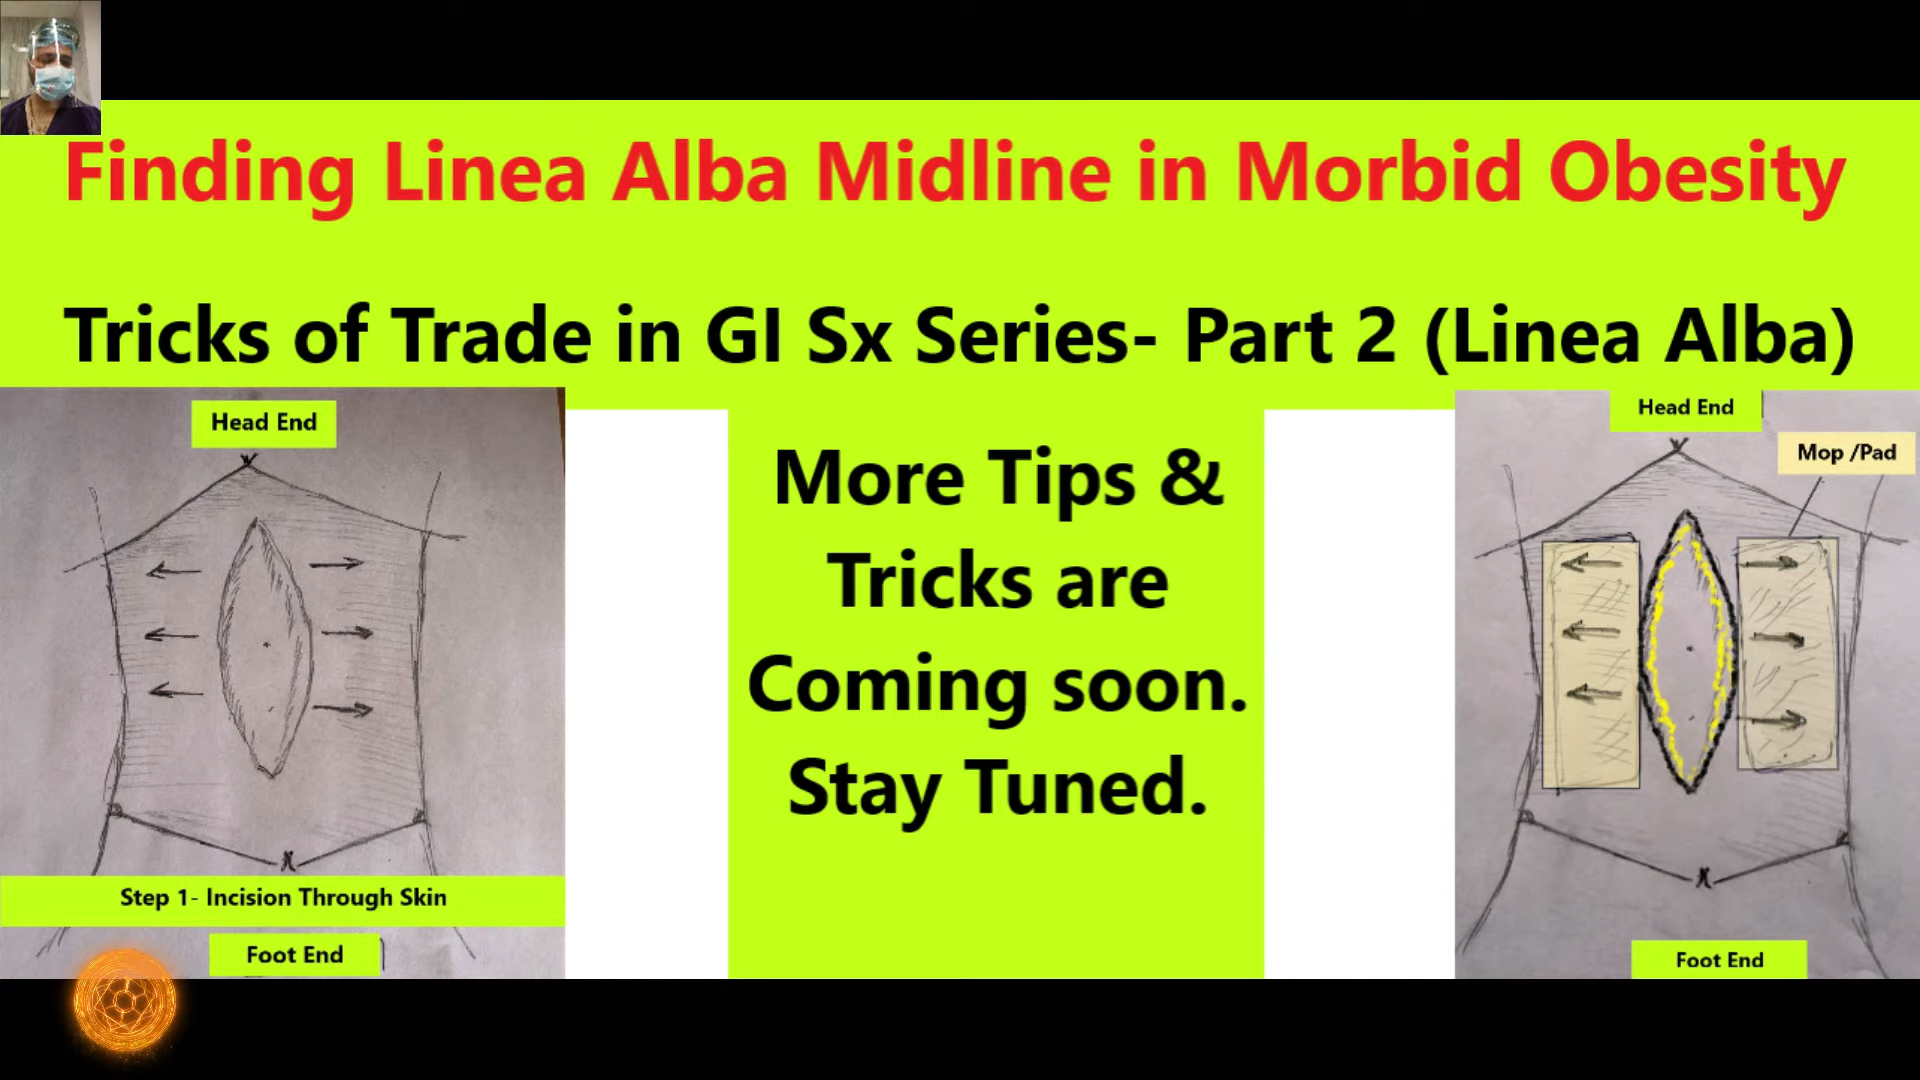 Finding Linea Alba Midline in Morbid Obesity
Tricks of Trade in GI Sx Series- Part 2 (Linea Alba)
Head End
Step 1- Incision Through Skin
Foot End
More Tips &
Tricks are
Coming soon.
Stay Tuned.
Head End
Mop /Pad
Foot End